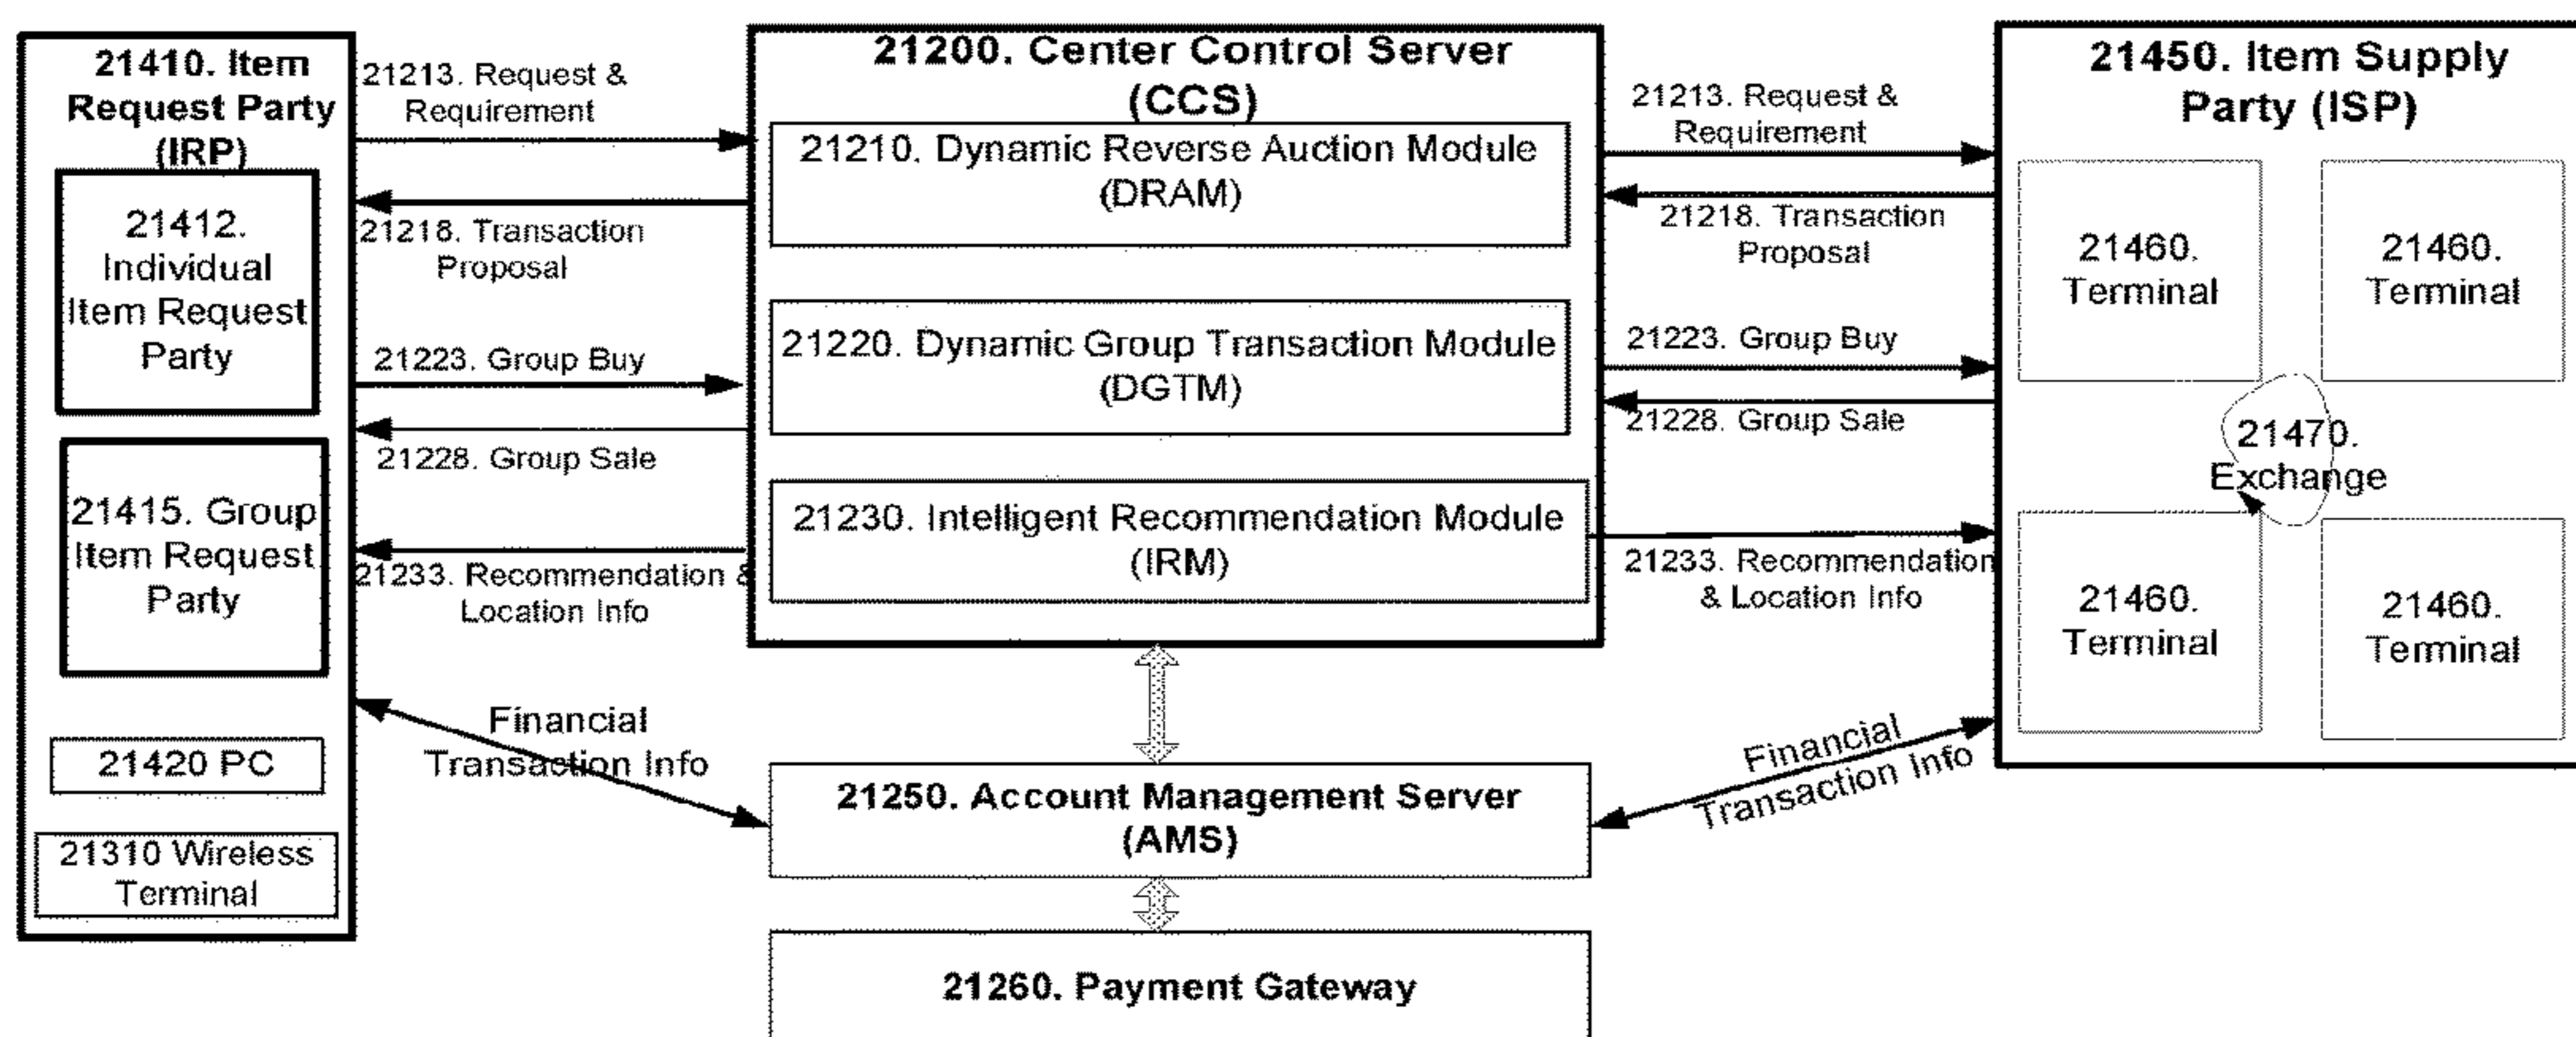 21410. Item
Request Party
(IRP)
21412.
Individual
Item Request
Party
21415. Group
Item Request
Party
21420 PC
21310 Wireless
Terminal
21213. Request &
Requirement
21218. Transaction
Proposal
21223. Group Buy
21228. Group Sale
21233. Recommendation &
Location Info
Financial
Transaction Info
21200. Center Control Server
(CCS)
21210. Dynamic Reverse Auction Module
(DRAM)
21220. Dynamic Group Transaction Module
(DGTM)
21230. Intelligent Recommendation Module
(IRM)
21250. Account Management Server
(AMS)
21260. Payment Gateway
21213. Request &
Requirement
21218. Transaction
Proposal
21223. Group Buy
21228. Group Sale
21233. Recommendation
& Location Info
Financial
Transaction Info
21450. Item Supply
Party (ISP)
21460.
Terminal
21460.
Terminal
21470.
Exchange
21460.
Terminal
21460.
Terminal